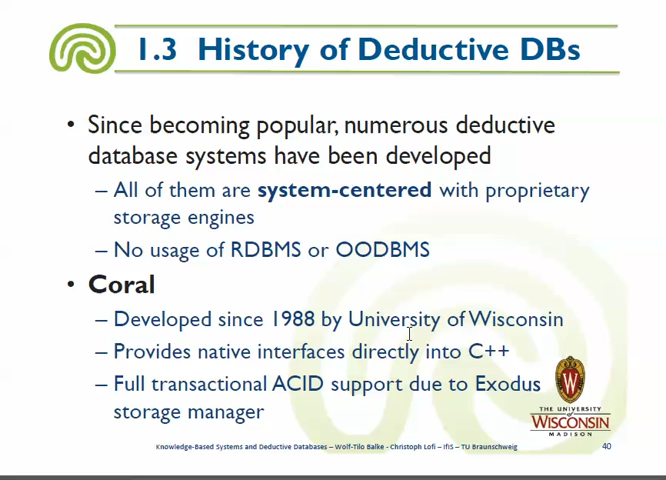 1.3 History of Deductive DBs
• Since becoming popular, numerous deductive
database systems have been developed
– All of them are system-centered with proprietary
storage engines
– No usage of RDBMS or OODBMS
• Coral
– Developed since 1988 by University of Wisconsin
– Provides native interfaces directly into C++
– Full transactional ACID support due to Exodus
storage manager
W
THE UNIVERSITY
of
WISCONSIN
MADISON
Knowledge-Based Systems and Deductive Databases – Wolf-Tilo Balke - Christoph Lofi – IfIS – TU Braunschweig
40